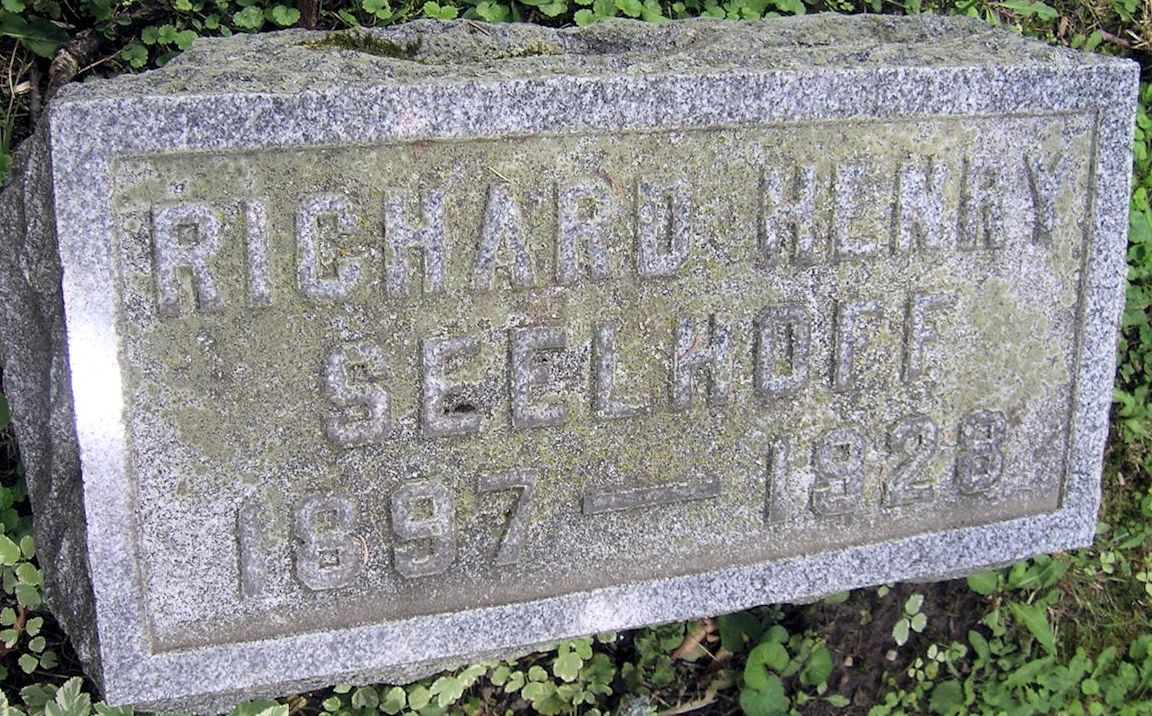 RICHARD HENRY
SEELHOFF
1897 — 1928